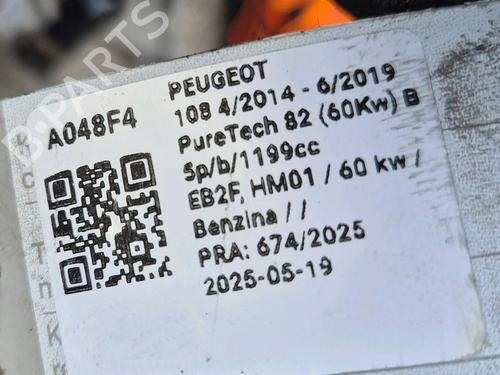 B-PARTS
A048F4
PEUGEOT
108 4/2014 - 6/2019
PureTech 82 (60Kw) B
5p/b/1199cc
EB2F, HM01 / 60 kw /
Benzina / /
PRA: 674/2025
2025-05-19